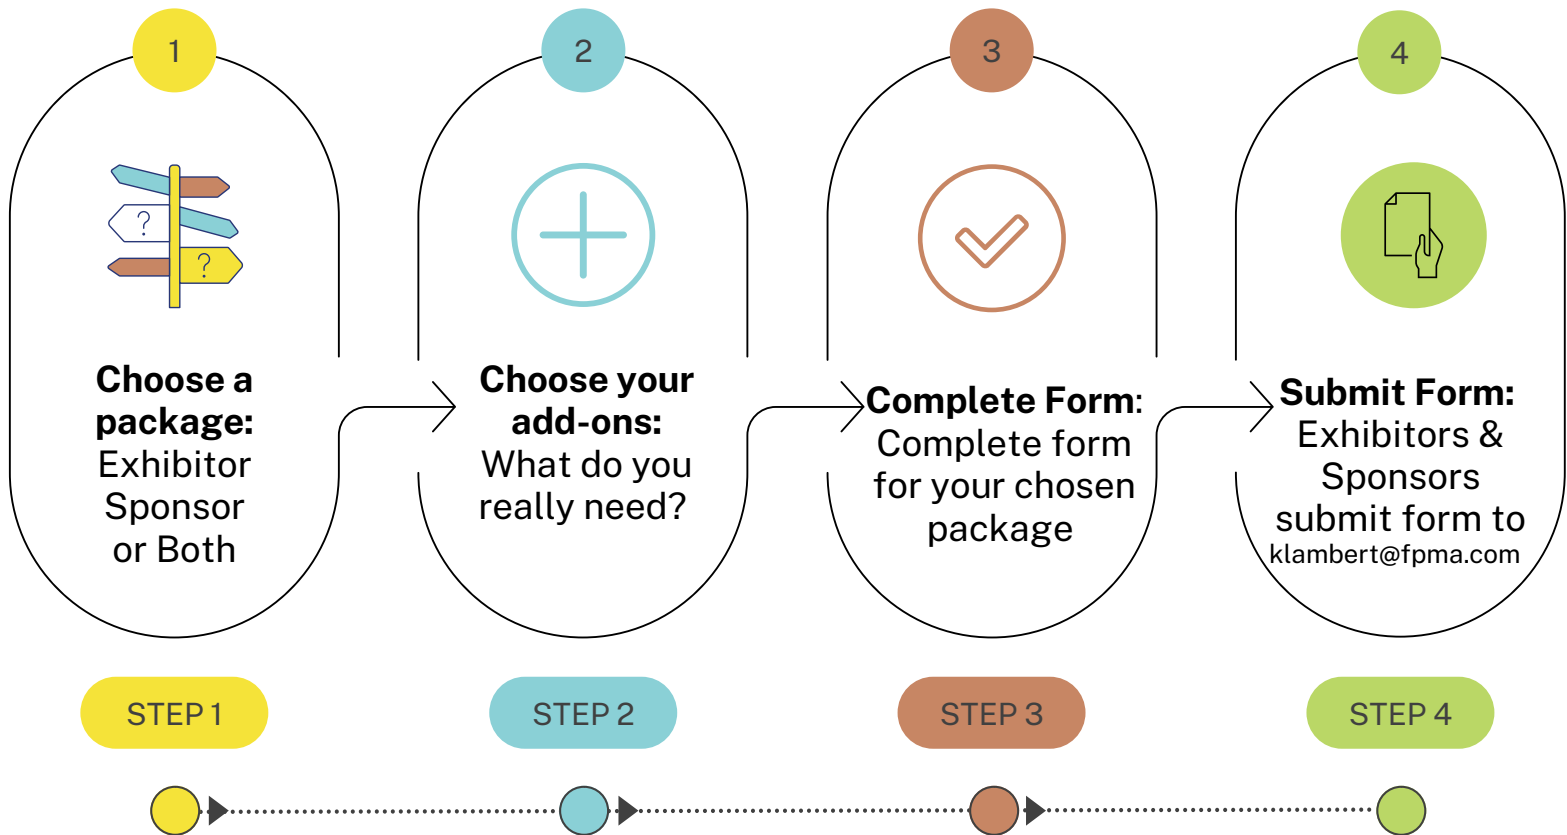 1
2
3
4
?
?
Choose a
package:
Exhibitor
Sponsor
or Both
Choose your
add-ons:
What do you
really need?
Complete Form:
Complete form
for your chosen
package
Submit Form:
Exhibitors &
Sponsors
submit form to
klambert@fpma.com
STEP 1
STEP 2
STEP 3
STEP 4